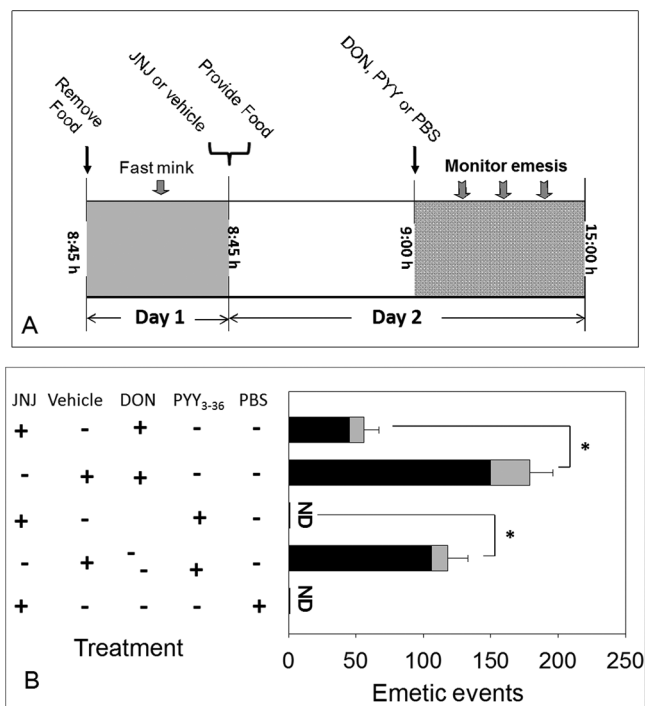 Remove
Food
JNJ or vehicle
Provide Food
DON, PYY or PBS
Fast mink
Monitor emesis
8:45 h
8:45 h
9:00 h
15:00 h
A
Day 1
Day 2
JNJ Vehicle DON PYY3-36 PBS
+ - + - -
- + + - -
+ - + -
- + - - + -
+ - - - +
*
ND
*
ND
Treatment
0 50 100 150 200 250
B
Emetic events